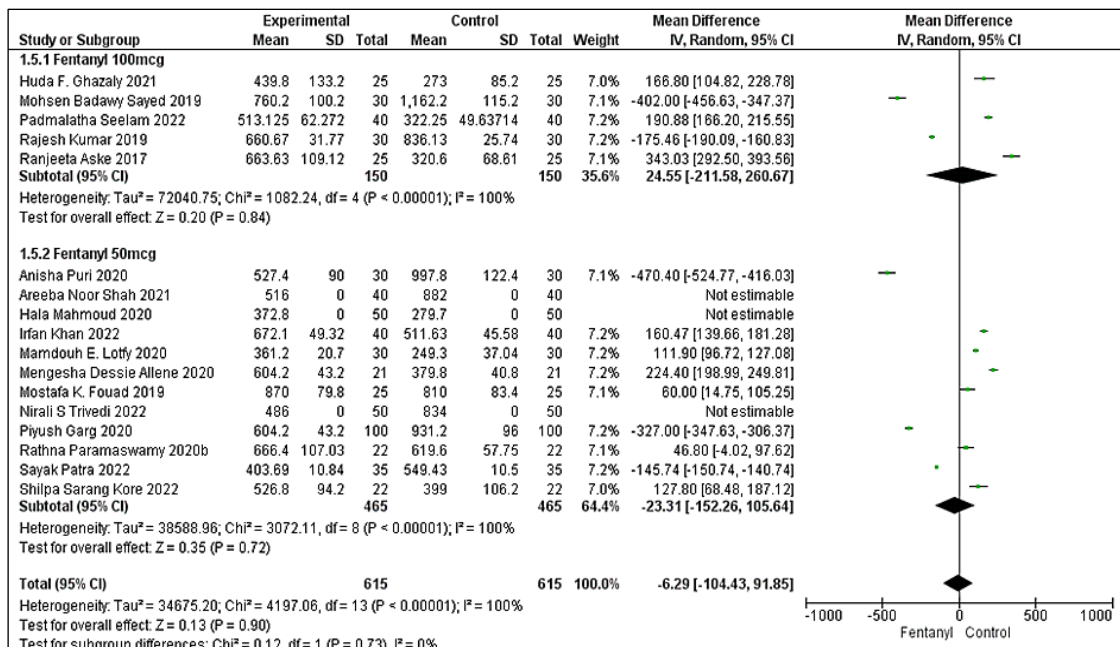 Experimental Control Mean Difference Mean Difference
Study or Subgroup Mean SD Total Mean SD Total Weight IV, Random, 95% CI IV, Random, 95% CI
1.5.1 Fentanyl 100mcg
Huda F. Ghazaly 2021 439.8 133.2 25 273 85.2 25 7.0% 166.80 [104.82, 228.78]
Mohsen Badawy Sayed 2019 760.2 100.2 30 1,162.2 115.2 30 7.1% -402.00 [-456.63, -347.37]
Padmalatha Seelam 2022 513.125 62.272 40 322.25 49.63714 40 7.2% 190.88 [166.20, 215.55]
Rajesh Kumar 2019 660.67 31.77 30 836.13 25.74 30 7.2% -175.46 [-190.09, -160.83]
Ranjeeta Aske 2017 663.63 109.12 25 320.6 68.61 25 7.1% 343.03 [292.50, 393.56]
Subtotal (95% CI) 150 150 35.6% 24.55 [-211.58, 260.67]
Heterogeneity: Tau² = 72040.75; Chi² = 1082.24, df = 4 (P < 0.00001); I² = 100%
Test for overall effect: Z = 0.20 (P = 0.84)
1.5.2 Fentanyl 50mcg
Anisha Puri 2020 527.4 90 30 997.8 122.4 30 7.1% -470.40 [-524.77, -416.03]
Areeba Noor Shah 2021 516 0 40 882 0 40 Not estimable
Hala Mahmoud 2020 372.8 0 50 279.7 0 50 Not estimable
Irfan Khan 2022 672.1 49.32 40 511.63 45.58 40 7.2% 160.47 [139.66, 181.28]
Mamdouh E. Lotfy 2020 361.2 20.7 30 249.3 37.04 30 7.2% 111.90 [96.72, 127.08]
Mengesha Dessie Allene 2020 604.2 43.2 21 379.8 40.8 21 7.2% 224.40 [198.99, 249.81]
Mostafa K. Fouad 2019 870 79.8 25 810 83.4 25 7.1% 60.00 [14.75, 105.25]
Nirali S Trivedi 2022 486 0 50 834 0 50 Not estimable
Piyush Garg 2020 604.2 43.2 100 931.2 96 100 7.2% -327.00 [-347.63, -306.37]
Rathna Paramaswamy 2020b 666.4 107.03 22 619.6 57.75 22 7.1% 46.80 [-4.02, 97.62]
Sayak Patra 2022 403.69 10.84 35 549.43 10.5 35 7.2% -145.74 [-150.74, -140.74]
Shilpa Sarang Kore 2022 526.8 94.2 22 399 106.2 22 7.0% 127.80 [68.48, 187.12]
Subtotal (95% CI) 465 465 64.4% -23.31 [-152.26, 105.64]
Heterogeneity: Tau² = 38588.96; Chi² = 3072.11, df = 8 (P < 0.00001); I² = 100%
Test for overall effect: Z = 0.35 (P = 0.72)
Total (95% CI) 615 615 100.0% -6.29 [-104.43, 91.85]
Heterogeneity: Tau² = 34675.20; Chi² = 4197.06, df = 13 (P < 0.00001); I² = 100%
Test for overall effect: Z = 0.13 (P = 0.90)
Test for subgroup differences: Chi² = 0.12, df = 1 (P = 0.73), I² = 0%
-1000 -500 0 500 1000
Fentanyl Control